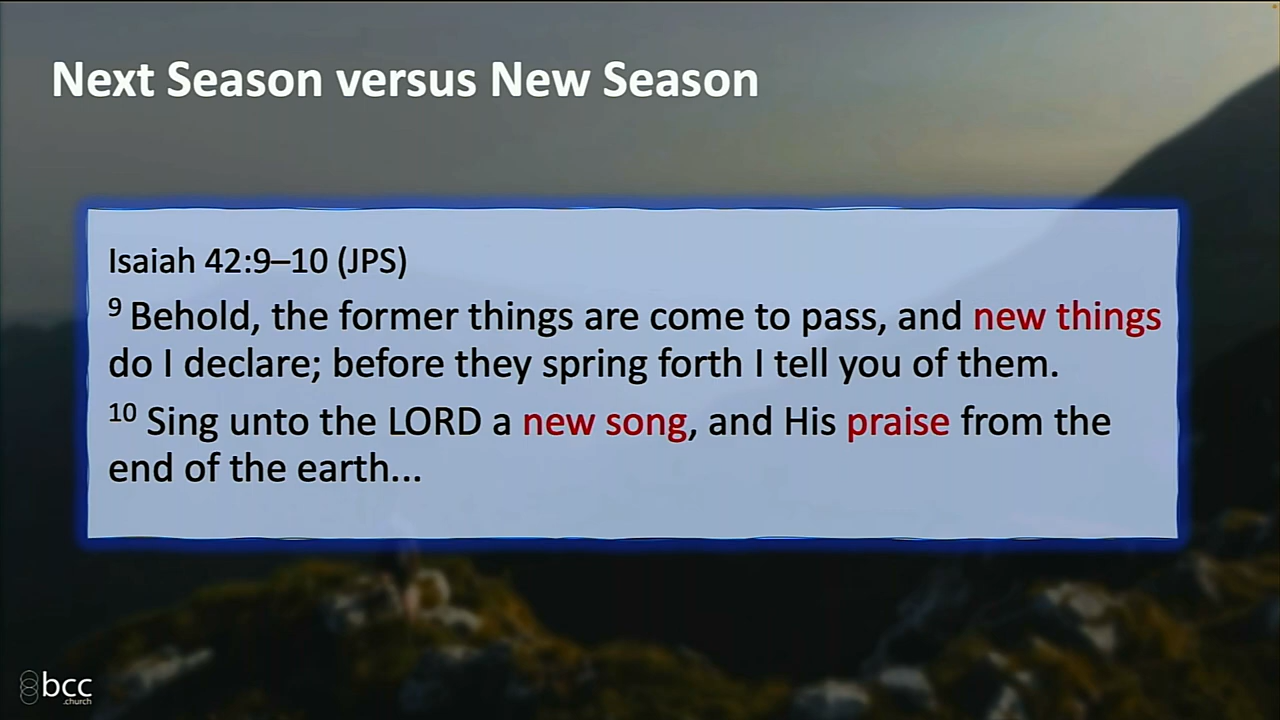 Next Season versus New Season
Isaiah 42:9–10 (JPS)
9 Behold, the former things are come to pass, and new things
do I declare; before they spring forth I tell you of them.
10 Sing unto the LORD a new song, and His praise from the
end of the earth...
bcc
.church